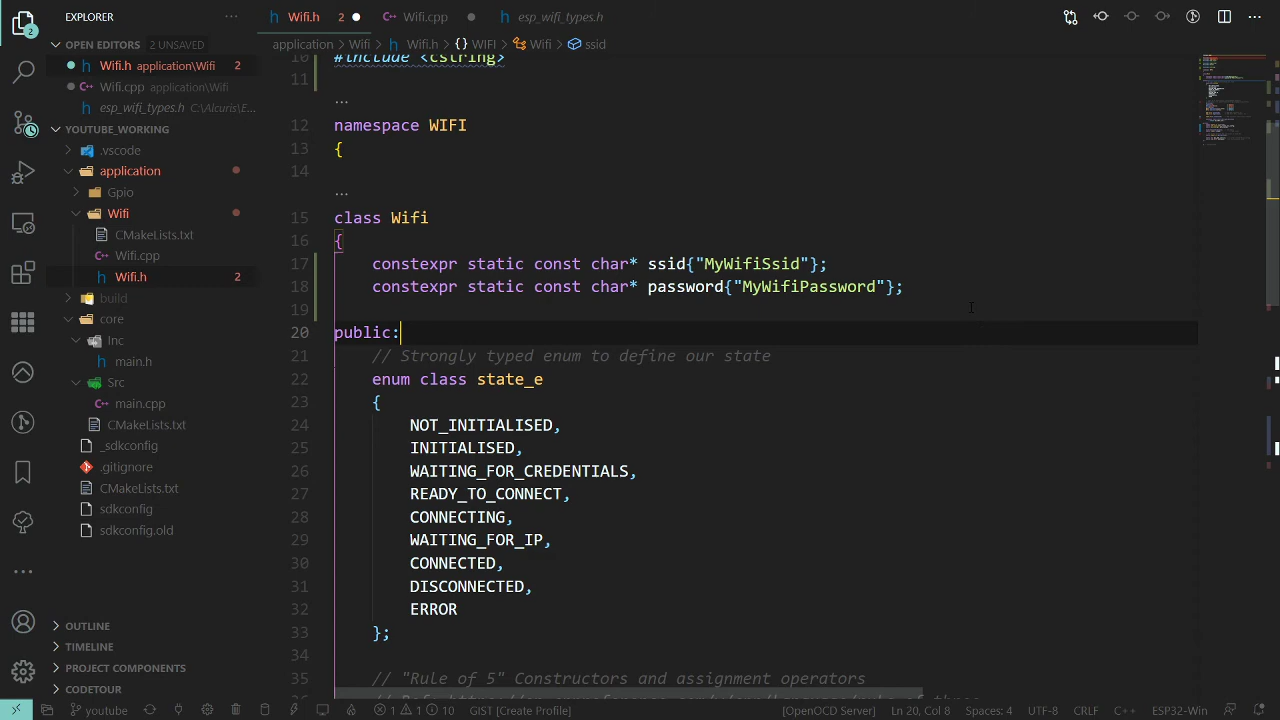 EXPLORER
Wifi.h 2
Wifi.cpp
esp_wifi_types.h
OPEN EDITORS 2 UNSAVED
application > Wifi > Wifi.h > {} WIFI > Wifi > ssid
Wifi.h application\Wifi 2
Wifi.cpp application\Wifi
esp_wifi_types.h C:\Alcuris\E...
YOUTUBE_WORKING
.vscode
application
Gpio
Wifi
CMakeLists.txt
Wifi.cpp
Wifi.h 2
build
core
Inc
main.h
Src
main.cpp
CMakeLists.txt
_sdkconfig
.gitignore
CMakeLists.txt
sdkconfig
sdkconfig.old
OUTLINE
TIMELINE
PROJECT COMPONENTS
CODETOUR
10 #include <cstring>
11
...
12 namespace WIFI
13 {
14
...
15 class Wifi
16 {
17 constexpr static const char* ssid{"MyWifiSsid"};
18 constexpr static const char* password{"MyWifiPassword"};
19
20 public:
21 // Strongly typed enum to define our state
22 enum class state_e
23 {
24 NOT_INITIALISED,
25 INITIALISED,
26 WAITING_FOR_CREDENTIALS,
27 READY_TO_CONNECT,
28 CONNECTING,
29 WAITING_FOR_IP,
30 CONNECTED,
31 DISCONNECTED,
32 ERROR
33 };
34
35 // "Rule of 5" Constructors and assignment operators
youtube 1 1 10 GIST [Create Profile] [OpenOCD Server] Ln 20, Col 8 Spaces: 4 UTF-8 CRLF C++ ESP32-Win